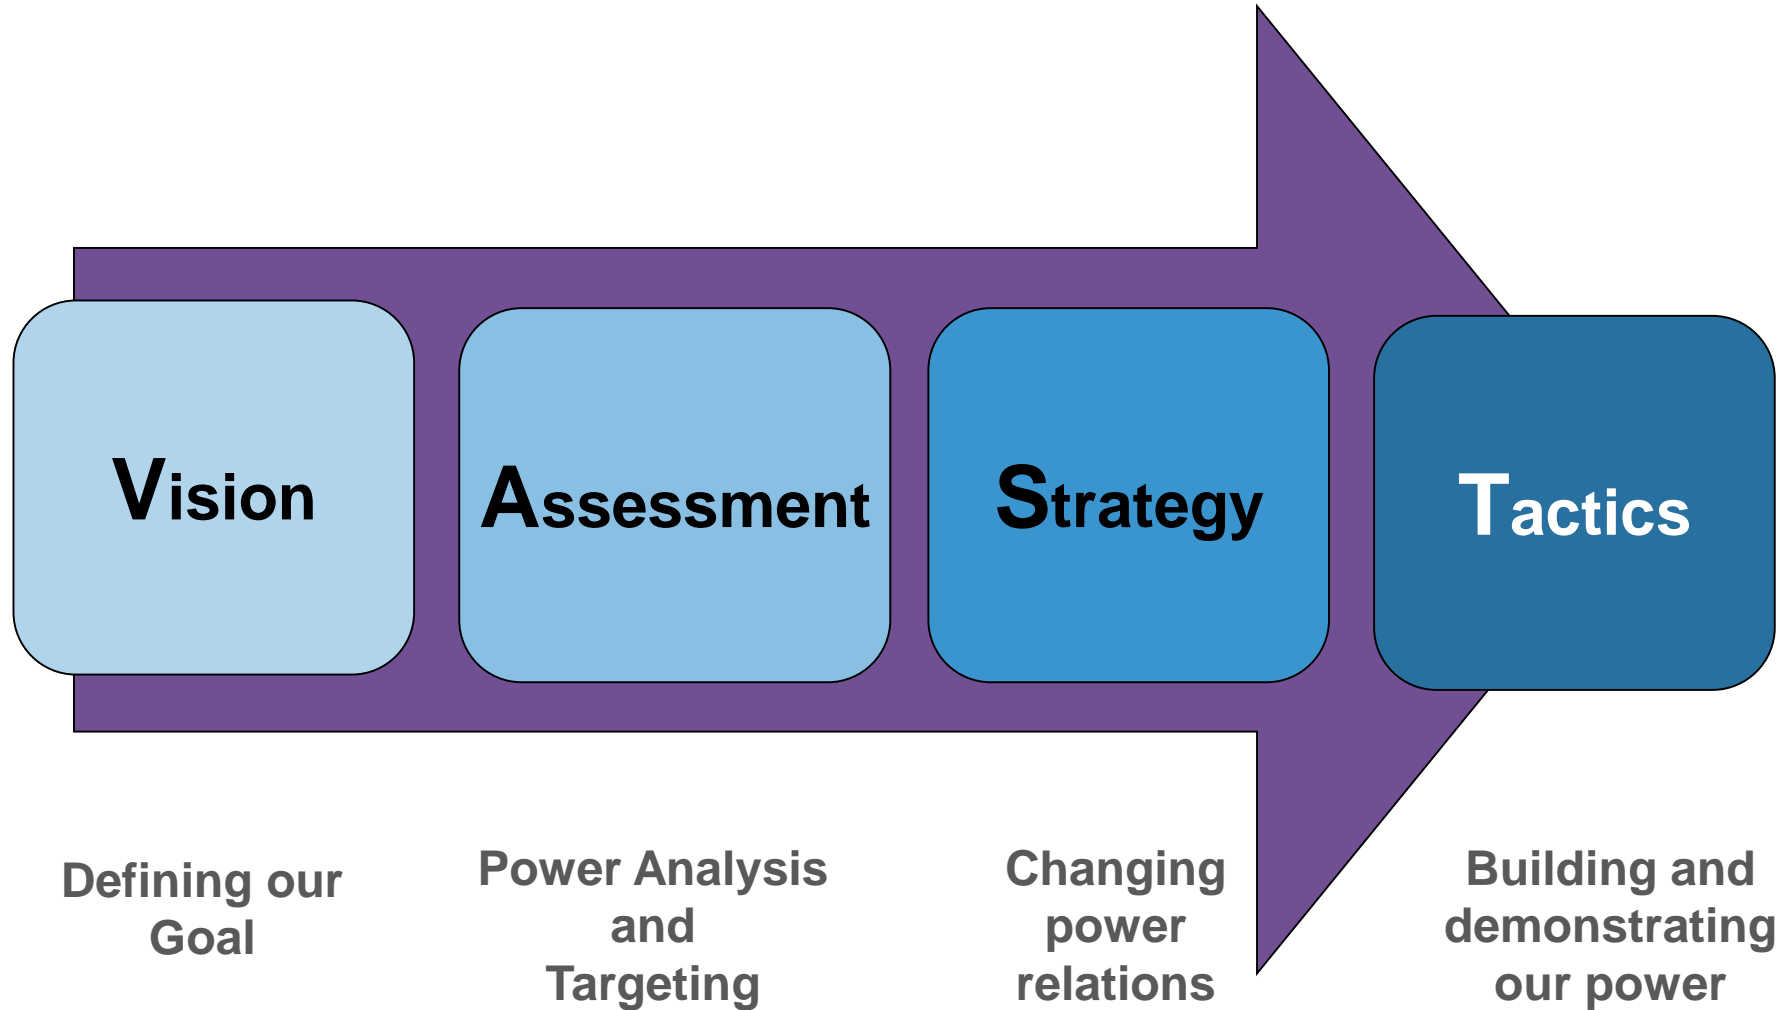 Vision
Assessment
Strategy
Tactics
Defining our
Goal
Power Analysis
and
Targeting
Changing
power
relations
Building and
demonstrating
our power